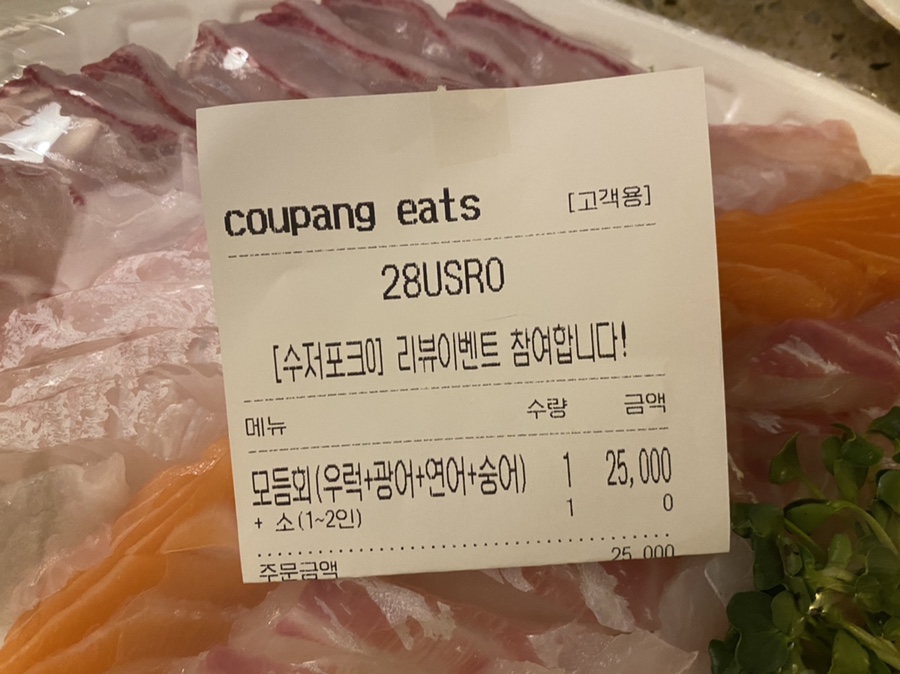 coupang eats [고객용]
28USRO
[수저포크0] 리뷰이벤트 참여합니다!
메뉴 수량 금액
모듬회(우럭+광어+연어+숭어) 1 25,000
+ 소(1~2인) 1 0
주문금액 25,000